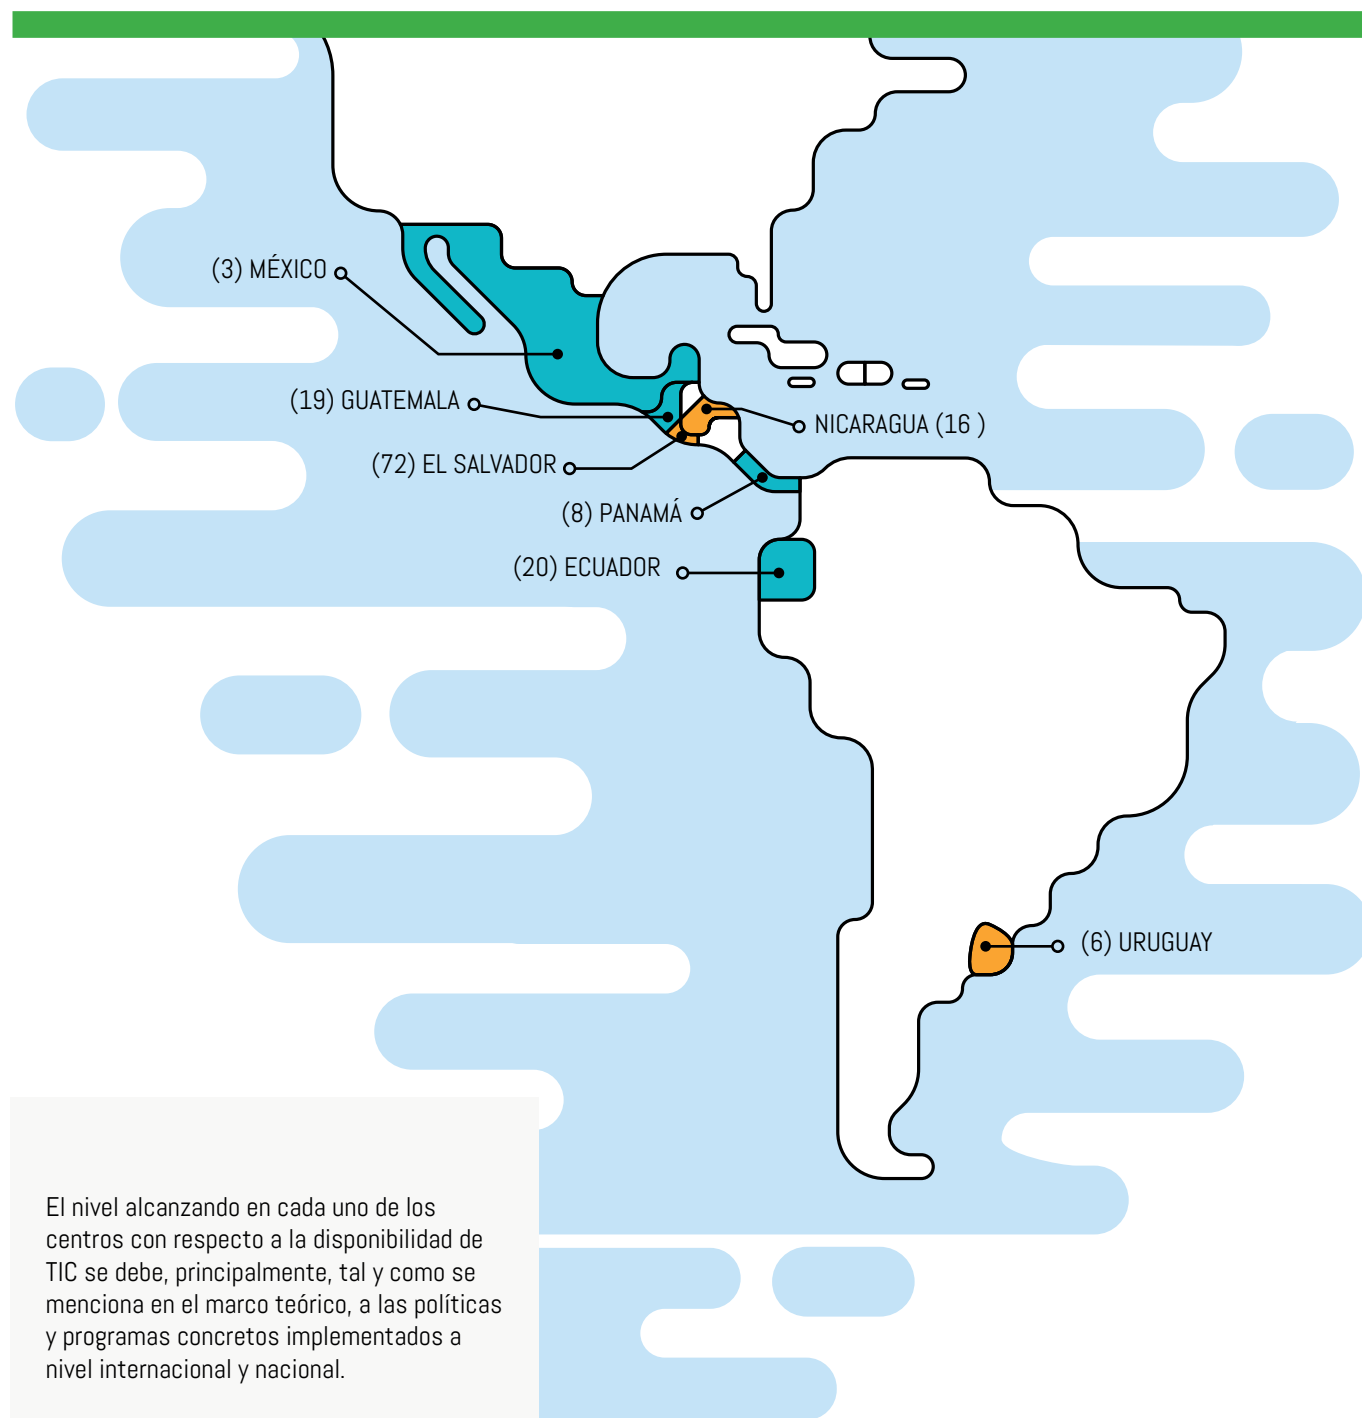 (3) MÉXICO
(19) GUATEMALA
NICARAGUA (16 )
(72) EL SALVADOR
(8) PANAMÁ
(20) ECUADOR
(6) URUGUAY
El nivel alcanzando en cada uno de los
centros con respecto a la disponibilidad de
TIC se debe, principalmente, tal y como se
menciona en el marco teórico, a las políticas
y programas concretos implementados a
nivel internacional y nacional.